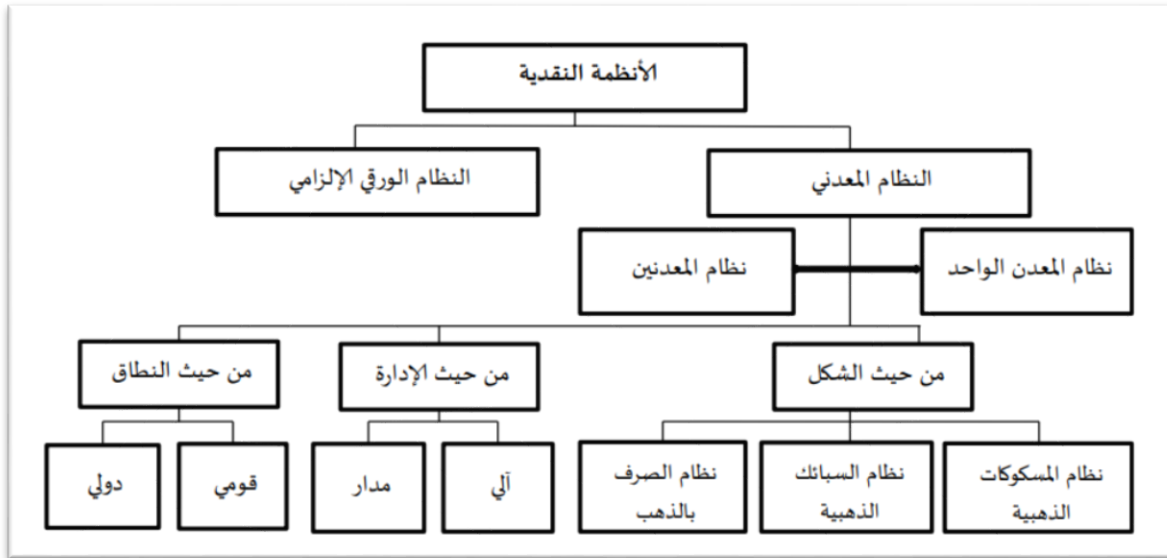 الأنظمة النقدية
النظام المعدني
النظام الورقي الإلزامي
نظام المعدن الواحد
نظام المعدنين
من حيث الشكل
من حيث الإدارة
من حيث النطاق
نظام المسكوكات
الذهبية
نظام السبائك
الذهبية
نظام الصرف
بالذهب
آلي
مدار
قومي
دولي